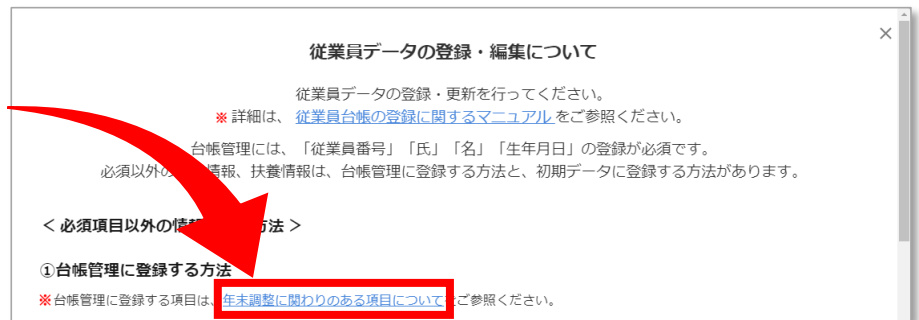 ×
従業員データの登録・編集について
従業員データの登録・更新を行ってください。
※ 詳細は、 従業員台帳の登録に関するマニュアル をご参照ください。
台帳管理には、「従業員番号」「氏」「名」「生年月日」の登録が必須です。
必須以外の 情報、扶養情報は、台帳管理に登録する方法と、初期データに登録する方法があります。
＜ 必須項目以外の情 方法 ＞
①台帳管理に登録する方法
※台帳管理に登録する項目は、年末調整に関わりのある項目について ご参照ください。